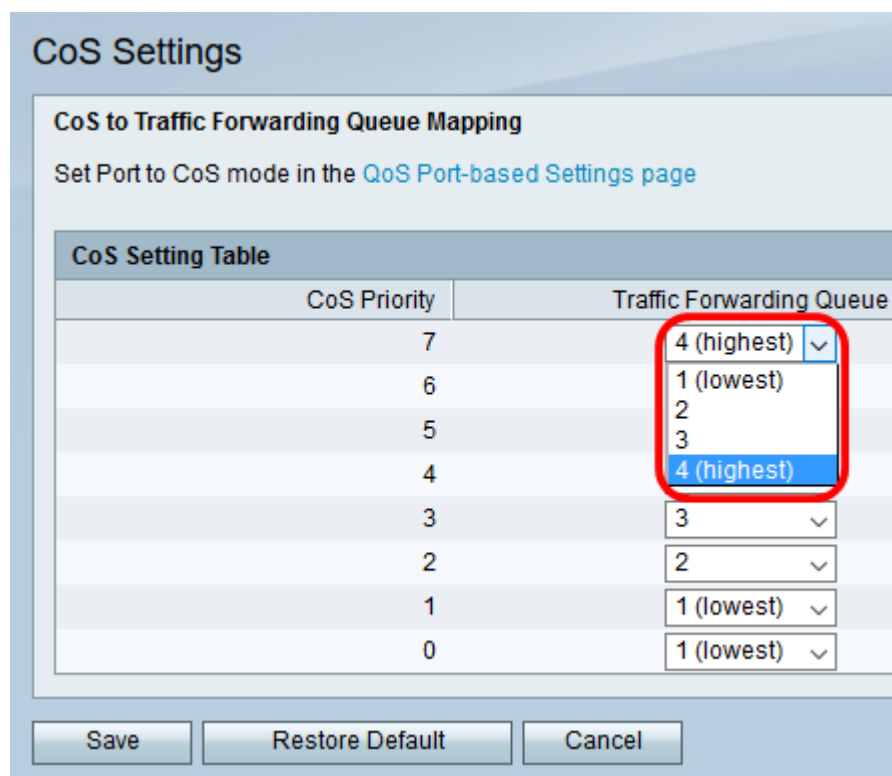 CoS Settings
CoS to Traffic Forwarding Queue Mapping
Set Port to CoS mode in the QoS Port-based Settings page
CoS Setting Table
CoS Priority Traffic Forwarding Queue
7 4 (highest)
1 (lowest)
6
2
5
3
4 4 (highest)
3 3
2 2
1 1 (lowest)
0 1 (lowest)
Save Restore Default Cancel